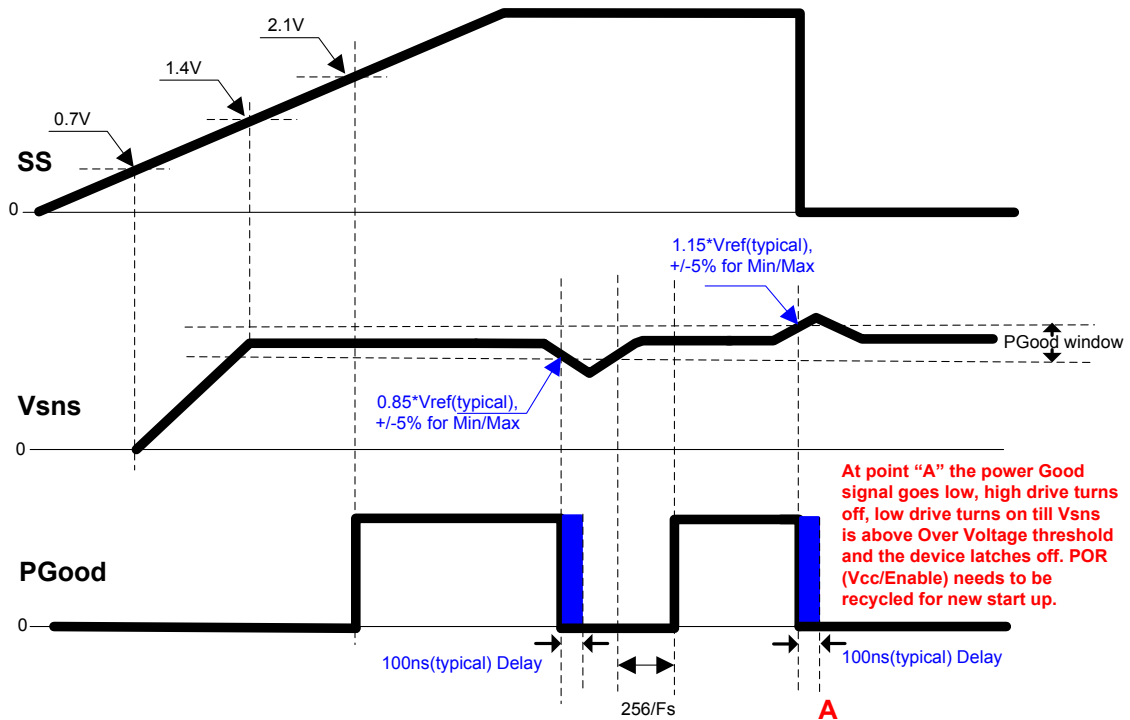 2.1V
1.4V
0.7V
SS
0
1.15*Vref(typical),
+/-5% for Min/Max
PGood window
0.85*Vref(typical),
+/-5% for Min/Max
Vsns
0
At point “A” the power Good
signal goes low, high drive turns
off, low drive turns on till Vsns
is above Over Voltage threshold
and the device latches off. POR
(Vcc/Enable) needs to be
recycled for new start up.
PGood
0
100ns(typical) Delay
100ns(typical) Delay
256/Fs
A